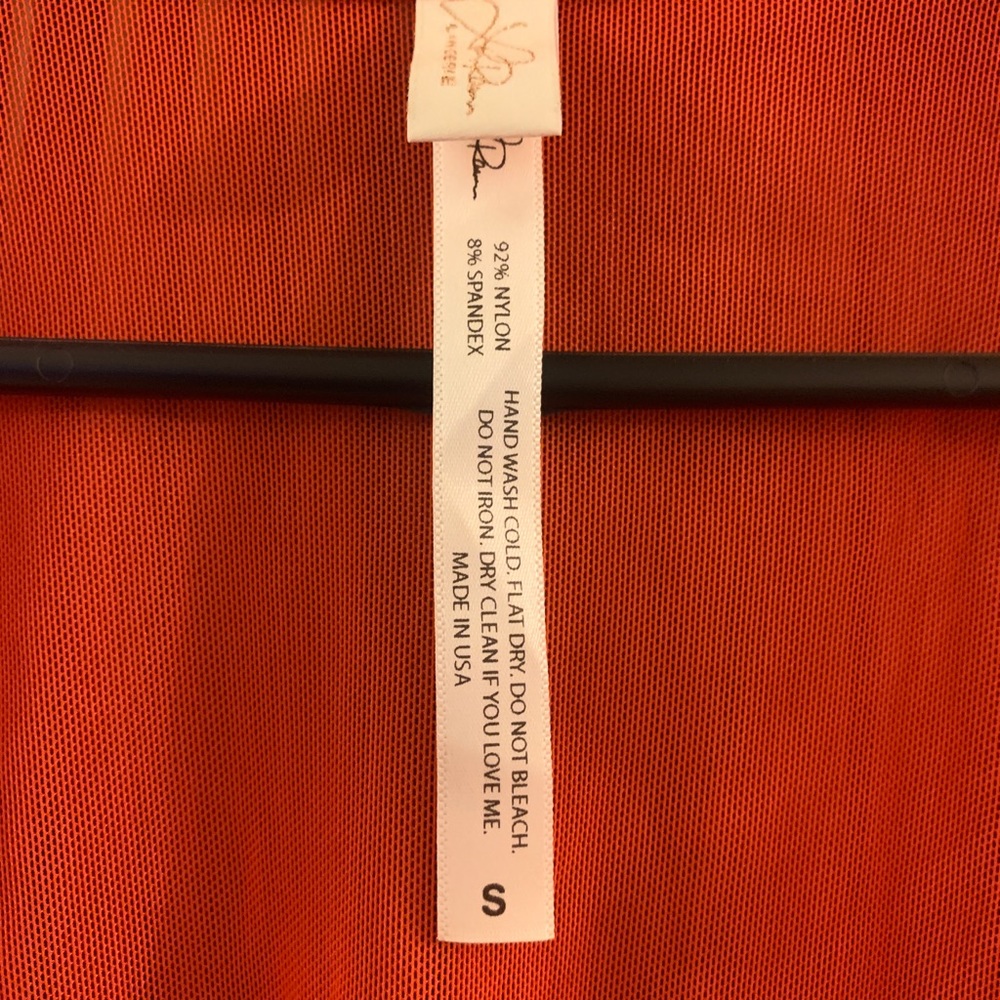 LINGERIE
92% NYLON
8% SPANDEX
HAND WASH COLD. FLAT DRY. DO NOT BLEACH.
DO NOT IRON. DRY CLEAN IF YOU LOVE ME.
MADE IN USA
S